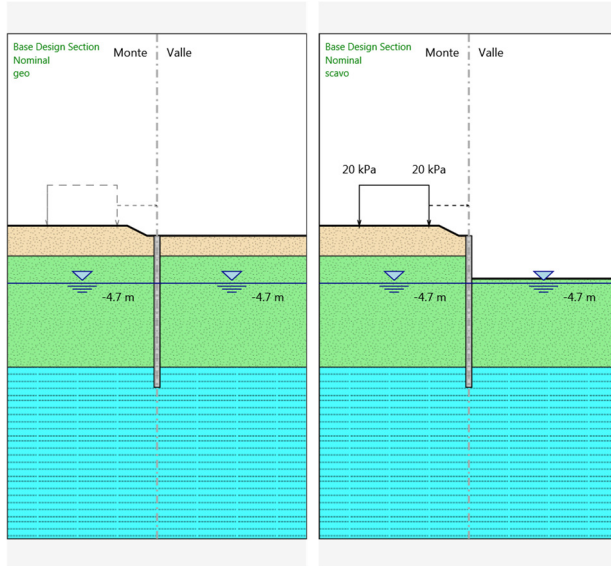 Base Design Section
Nominal
geo
Monte
Valle
-4.7 m
-4.7 m
Base Design Section
Nominal
scavo
Monte
Valle
20 kPa
20 kPa
-4.7 m
-4.7 m